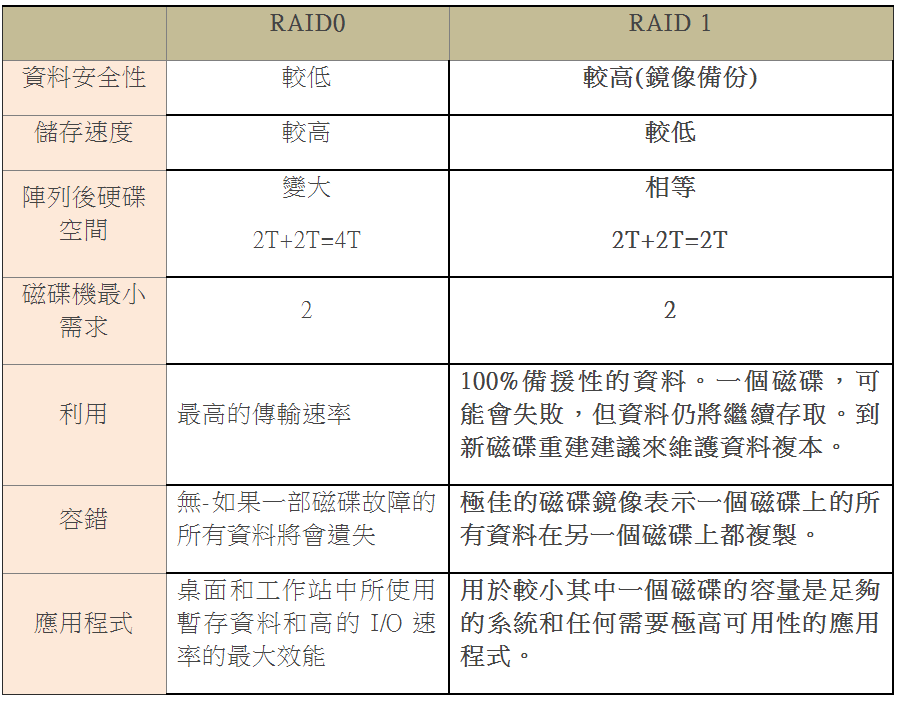 RAID0
RAID 1
資料安全性
較低
較高(鏡像備份)
儲存速度
較高
較低
陣列後硬碟
空間
變大
2T+2T=4T
相等
2T+2T=2T
磁碟機最小
需求
2
2
利用
最高的傳輸速率
100%備援性的資料。一個磁碟，可
能會失敗，但資料仍將繼續存取。到
新磁碟重建建議來維護資料複本。
容錯
無-如果一部磁碟故障的
所有資料將會遺失
極佳的磁碟鏡像表示一個磁碟上的所
有資料在另一個磁碟上都複製。
應用程式
桌面和工作站中所使用
暫存資料和高的 I/O 速
率的最大效能
用於較小其中一個磁碟的容量是足夠
的系統和任何需要極高可用性的應用
程式。